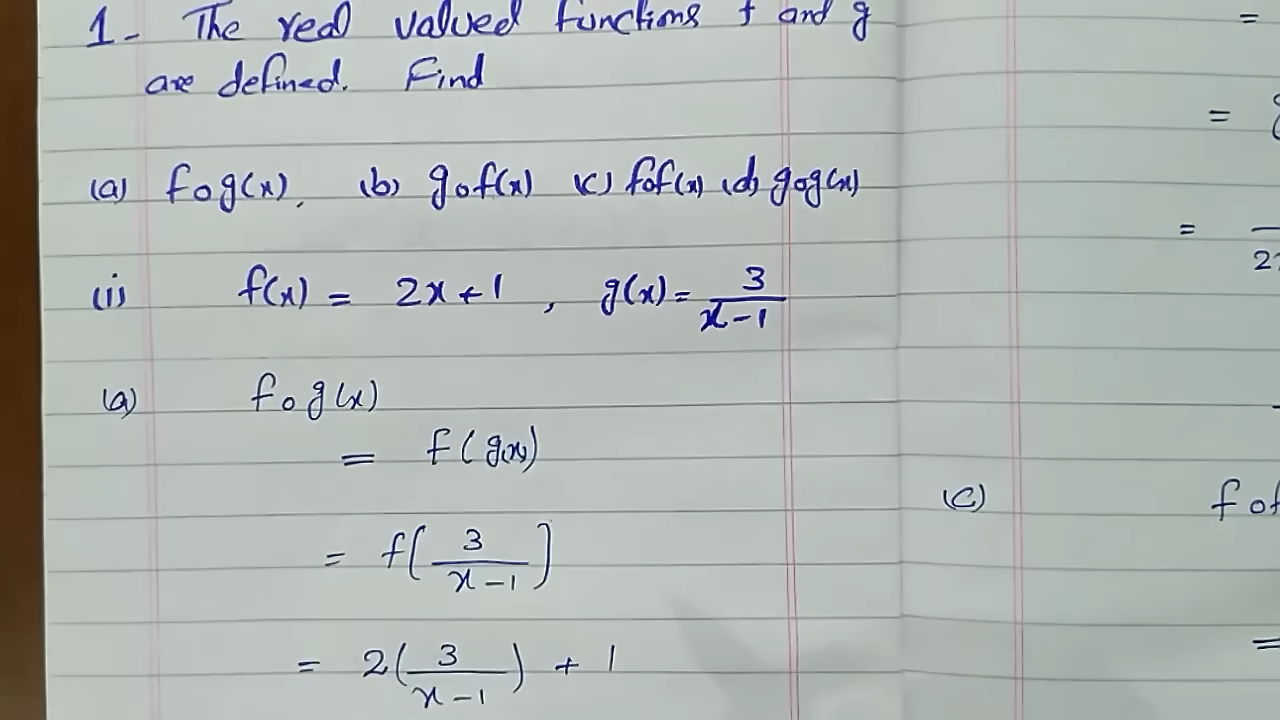 1- The real valued functions f and g
are defined. Find
(a) fog(x), (b) gof(x) (c) fof(x) (d) gog(x)
(i) f(x) = 2x+1, g(x) = 3/(x-1)
(a) fog(x)
= f(g(x))
= f[3/(x-1)]
= 2(3/(x-1)) + 1
=
=
=
(c) fof
=